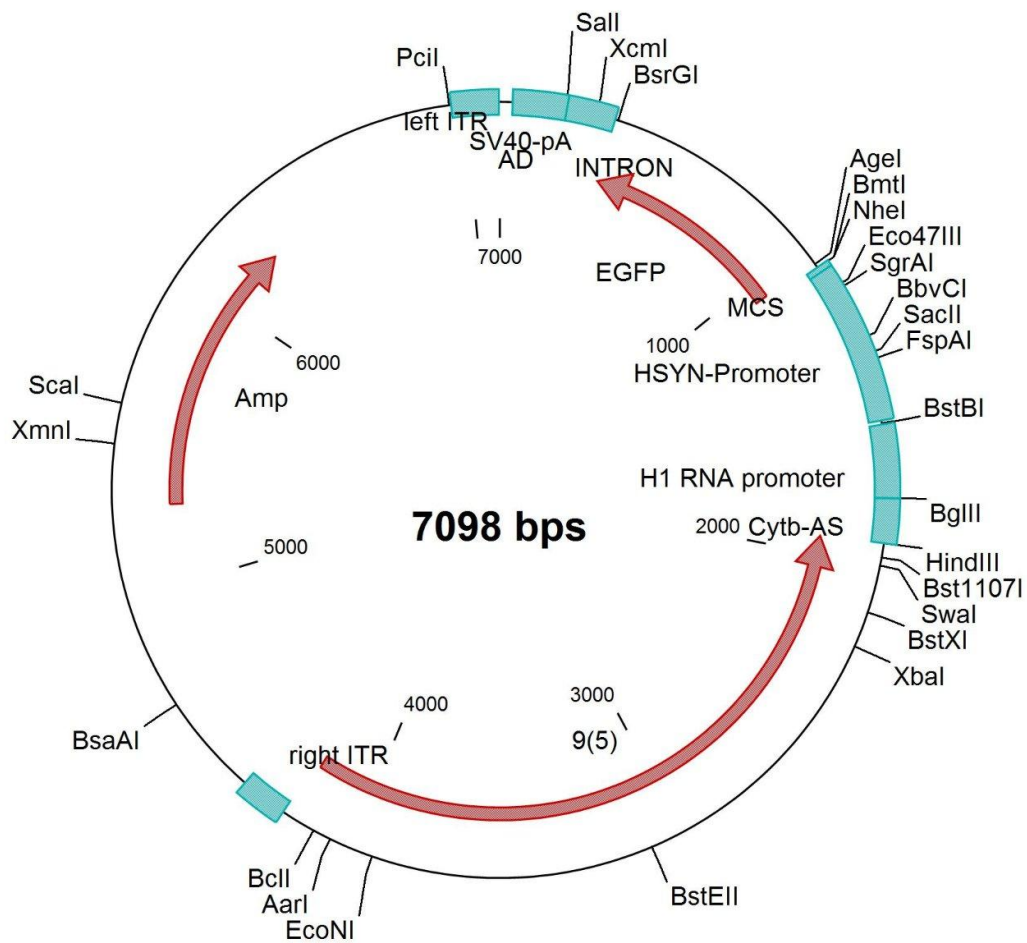 SalI
XcmI
PciI
BsrGI
left ITR
SV40-pA
AD
INTRON
AgeI
BmtI
NheI
Eco47III
SgrAI
BbvCI
SacII
FspAI
7000
EGFP
MCS
1000
6000
HSYN-Promoter
ScaI
Amp
BstBI
XmnI
H1 RNA promoter
BglII
7098 bps
2000
Cytb-AS
5000
HindIII
Bst1107I
SwaI
BstXI
XbaI
4000
3000
BsaAI
right ITR
9(5)
BclI
AarI
EcoNI
BstEII